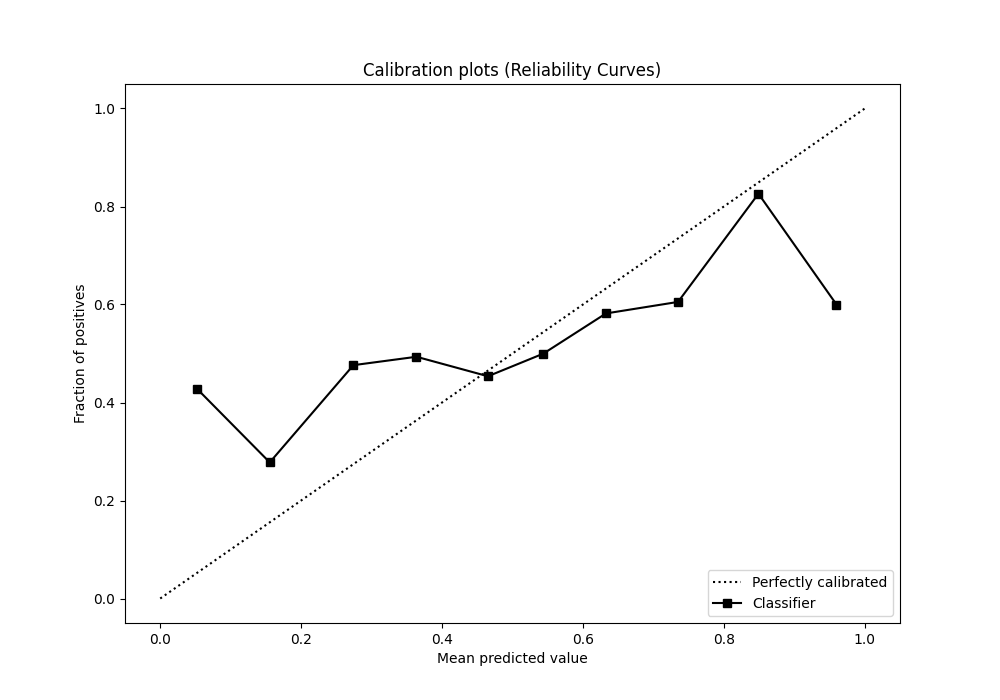 Calibration plots (Reliability Curves)
1.0
0.8
0.6
0.4
0.2
0.0
Fraction of positives
0.0 0.2 0.4 0.6 0.8 1.0
Mean predicted value
Perfectly calibrated
Classifier